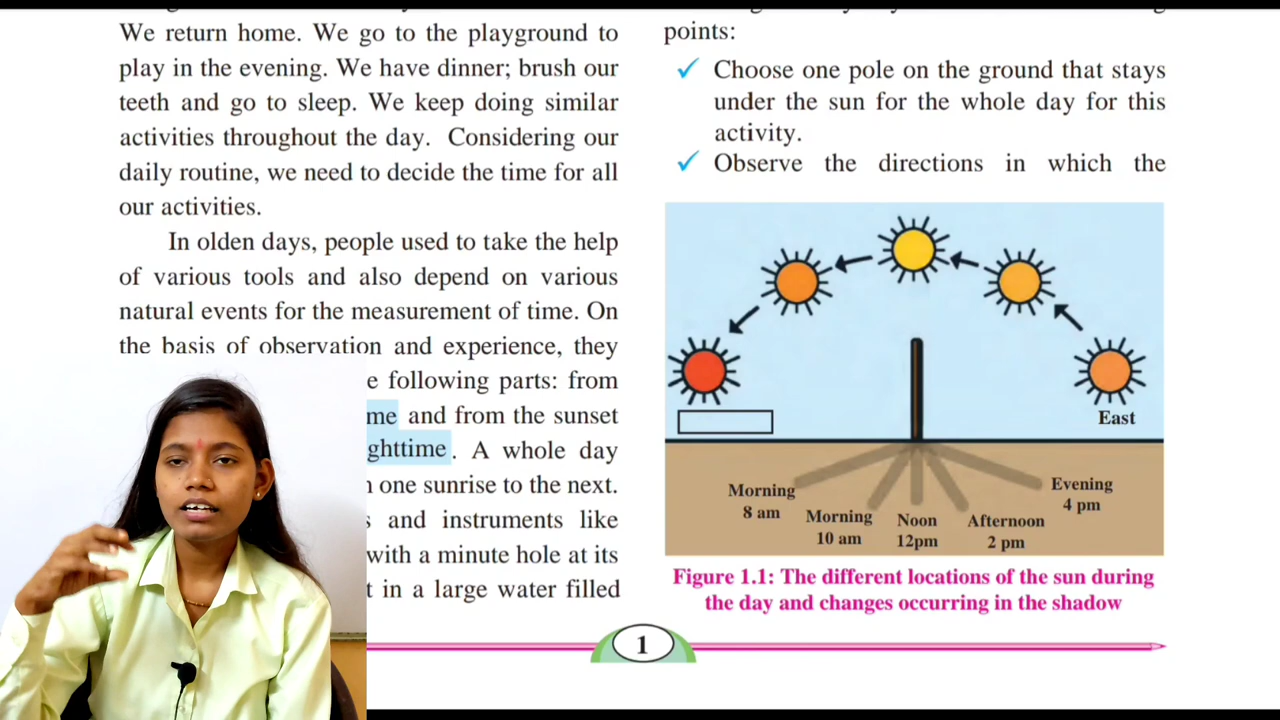 We return home. We go to the playground to
play in the evening. We have dinner; brush our
teeth and go to sleep. We keep doing similar
activities throughout the day. Considering our
daily routine, we need to decide the time for all
our activities.
In olden days, people used to take the help
of various tools and also depend on various
natural events for the measurement of time. On
the basis of observation and experience, they
e following parts: from
me and from the sunset
ghttime. A whole day
one sunrise to the next.
s and instruments like
with a minute hole at its
t in a large water filled
points:
✓ Choose one pole on the ground that stays
under the sun for the whole day for this
activity.
✓ Observe the directions in which the
East
Morning
8 am
Morning
10 am
Noon
12pm
Afternoon
2 pm
Evening
4 pm
Figure 1.1: The different locations of the sun during
the day and changes occurring in the shadow
1